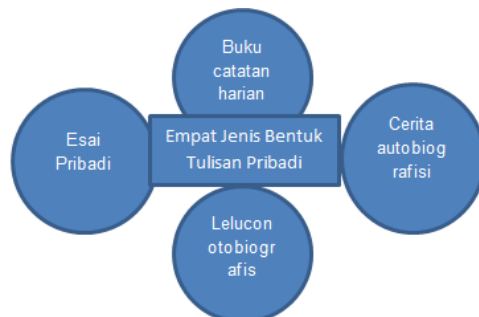 Buku
catatan
harian
Esai
Pribadi
Empat Jenis Bentuk
Tulisan Pribadi
Cerita
autobiog
rafisi
Lelucon
otobiogr
afis